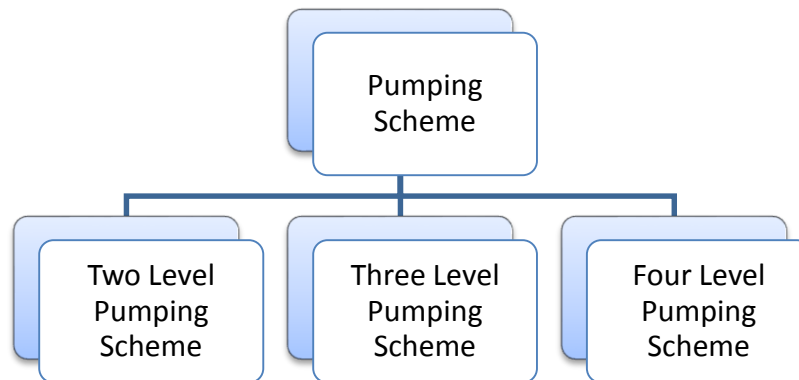 Pumping
Scheme
Two Level
Pumping
Scheme
Three Level
Pumping
Scheme
Four Level
Pumping
Scheme